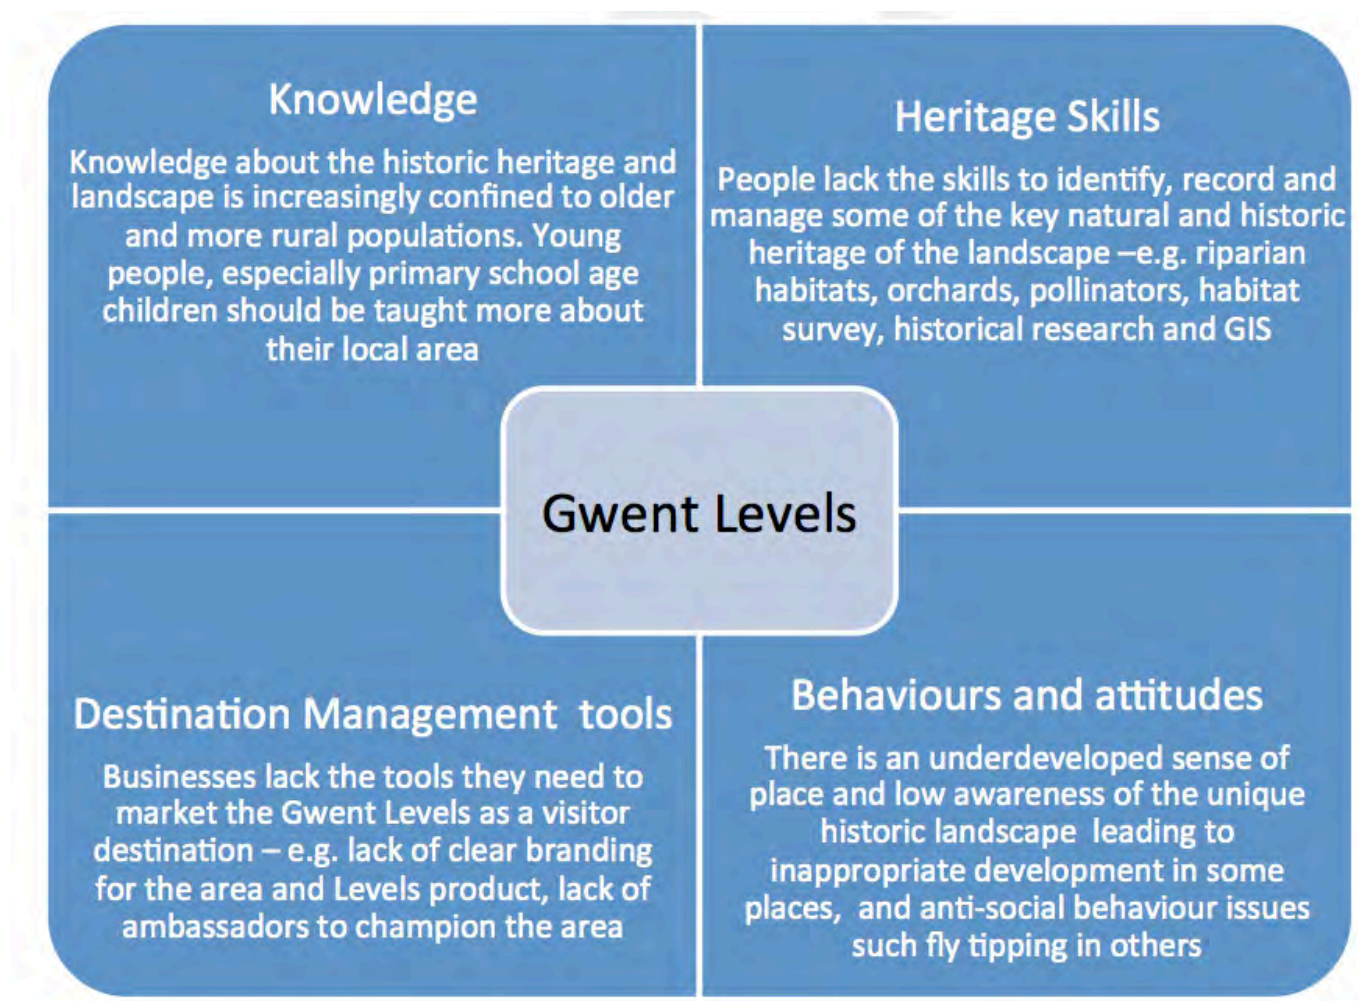 Knowledge
Knowledge about the historic heritage and
landscape is increasingly confined to older
and more rural populations. Young
people, especially primary school age
children should be taught more about
their local area
Heritage Skills
People lack the skills to identify, record and
manage some of the key natural and historic
heritage of the landscape –e.g. riparian
habitats, orchards, pollinators, habitat
survey, historical research and GIS
Gwent Levels
Destination Management  tools
Businesses lack the tools they need to
market the Gwent Levels as a visitor
destination – e.g. lack of clear branding
for the area and Levels product, lack of
ambassadors to champion the area
Behaviours and attitudes
There is an underdeveloped sense of
place and low awareness of the unique
historic landscape  leading to
inappropriate development in some
places,  and anti-social behaviour issues
such fly tipping in others